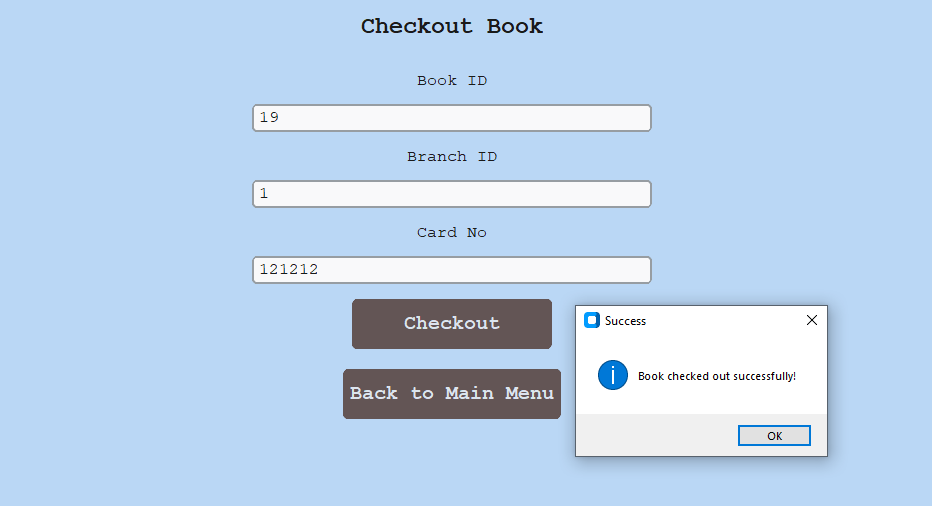 Checkout Book
Book ID
19
Branch ID
1
Card No
121212
Checkout
Back to Main Menu
Success
Book checked out successfully!
OK